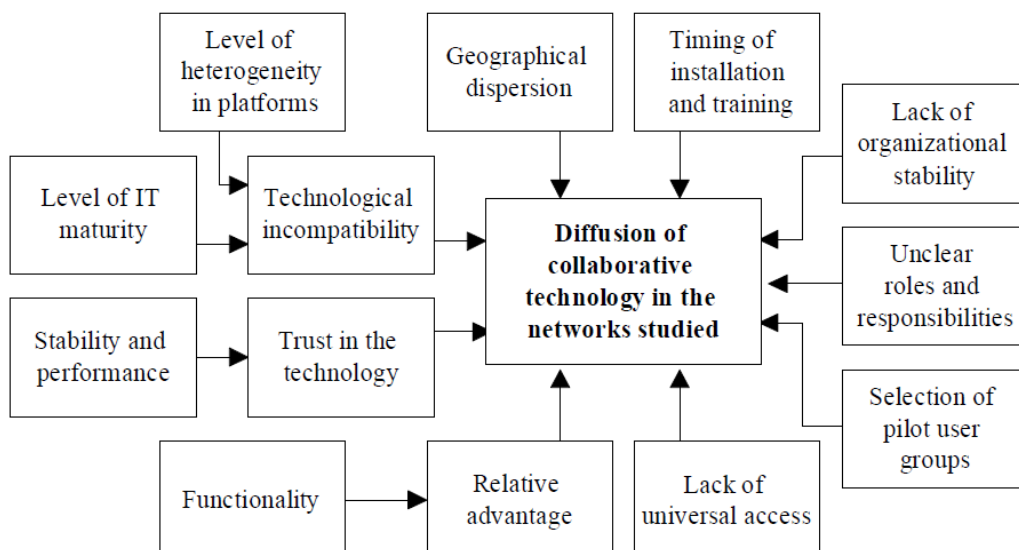 Level of
heterogeneity
in platforms
Geographical
dispersion
Timing of
installation
and training
Lack of
organizational
stability
Level of IT
maturity
Technological
incompatibility
Diffusion of
collaborative
technology in the
networks studied
Unclear
roles and
responsibilities
Stability and
performance
Trust in the
technology
Selection of
pilot user
groups
Functionality
Relative
advantage
Lack of
universal access